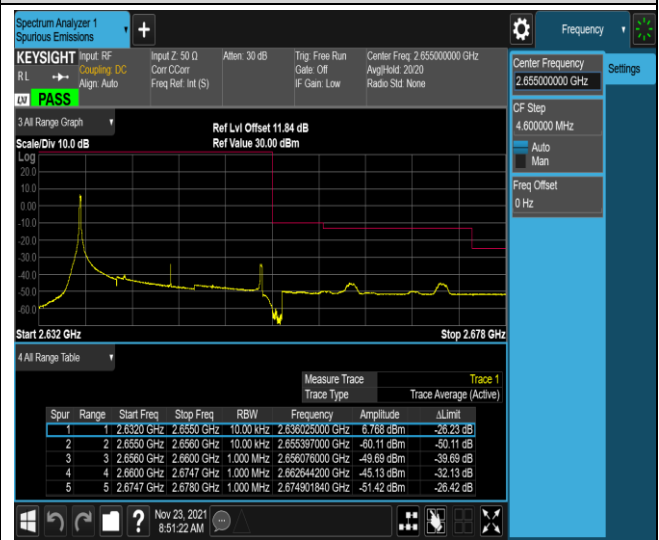 Spectrum Analyzer 1
Spurious Emissions
+
Frequency
KEYSIGHT Input: RF Input Z: 50 Ω Atten: 30 dB Trig: Free Run Center Freq: 2.655000000 GHz
R L Coupling: DC Corr CCorr Gate: Off Avg|Hold: 20/20
Align: Auto Freq Ref: Int (S) IF Gain: Low Radio Std: None
LXI PASS
Center Frequency
2.655000000 GHz
Settings
CF Step
4.600000 MHz
Auto
Man
Freq Offset
0 Hz
3 All Range Graph
Ref Lvl Offset 11.84 dB
Scale/Div 10.0 dB Ref Value 30.00 dBm
Log
20.0
10.0
0.00
-10.0
-20.0
-30.0
-40.0
-50.0
-60.0
Start 2.632 GHz Stop 2.678 GHz
4 All Range Table
Measure Trace Trace 1
Trace Type Trace Average (Active)
Spur Range Start Freq Stop Freq RBW Frequency Amplitude ΔLimit
1 1 2.6320 GHz 2.6550 GHz 10.00 kHz 2.636025000 GHz 6.768 dBm -26.23 dB
2 2 2.6550 GHz 2.6560 GHz 10.00 kHz 2.655397000 GHz -60.11 dBm -50.11 dB
3 3 2.6560 GHz 2.6600 GHz 1.000 MHz 2.656076000 GHz -49.69 dBm -39.69 dB
4 4 2.6600 GHz 2.6747 GHz 1.000 MHz 2.662644200 GHz -45.13 dBm -32.13 dB
5 5 2.6747 GHz 2.6780 GHz 1.000 MHz 2.674901840 GHz -51.42 dBm -26.42 dB
? Nov 23, 2021
8:51:22 AM